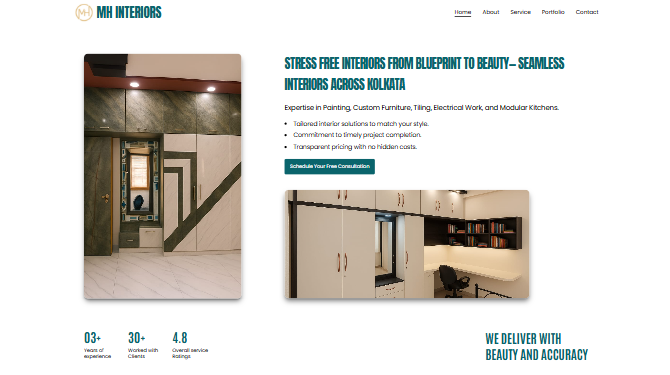 MH INTERIORS
Home About Service Portfolio Contact
STRESS FREE INTERIORS FROM BLUEPRINT TO BEAUTY– SEAMLESS
INTERIORS ACROSS KOLKATA
Expertise in Painting, Custom Furniture, Tiling, Electrical Work, and Modular Kitchens.
• Tailored interior solutions to match your style.
• Commitment to timely project completion.
• Transparent pricing with no hidden costs.
Schedule Your Free Consultation
03+ 30+ 4.8
Years of experience
Worked with Clients
Overall service Ratings
WE DELIVER WITH
BEAUTY AND ACCURACY